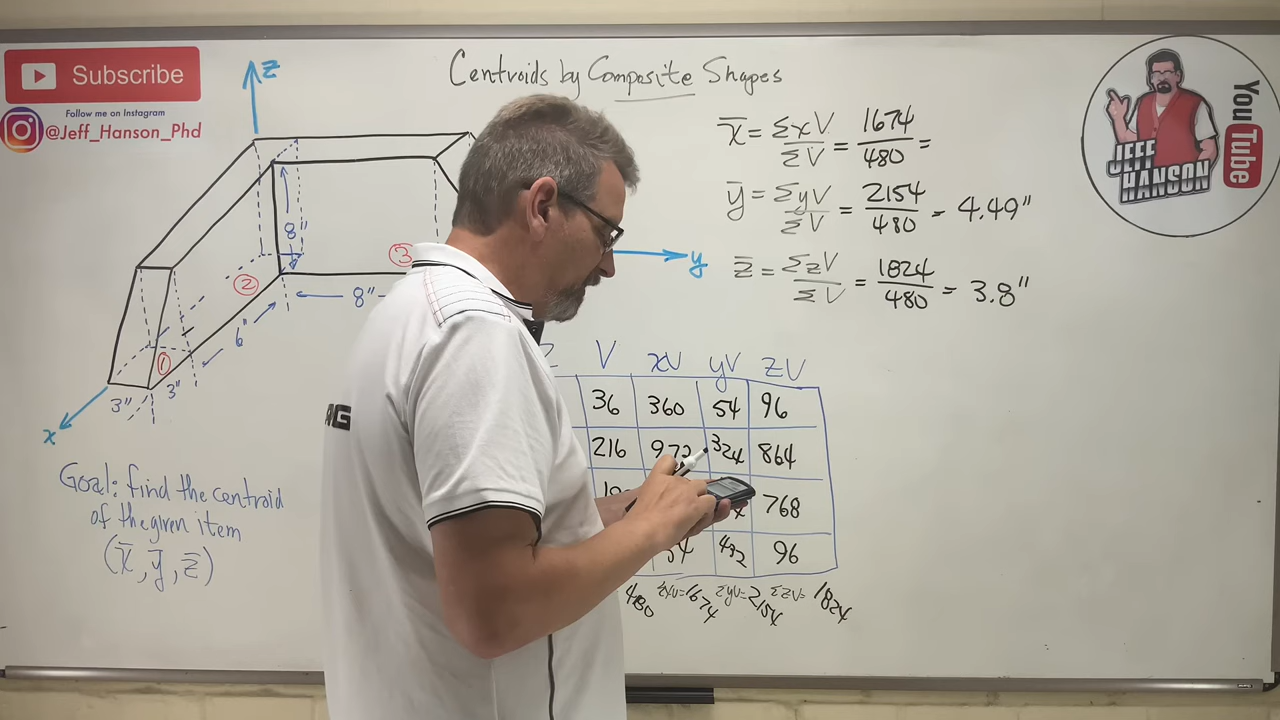 Subscribe
Follow me on Instagram
@Jeff_Hanson_Phd
Centroids by Composite Shapes
JEFF HANSON
YouTube
z
y
x
8"
8"
6"
3"
3"
①
②
③
Goal: find the centroid
of the given item
(x̄, ȳ, z̄)
x̄ = ΣxV/ΣV = 1674/480 =
ȳ = ΣyV/ΣV = 2154/480 = 4.49"
z̄ = ΣzV/ΣV = 1824/480 = 3.8"
V xV yV zV
36 360 54 96
216 972 324 864
768
432 96
480 ΣxV=1674 ΣyV=2154 ΣzV=1824